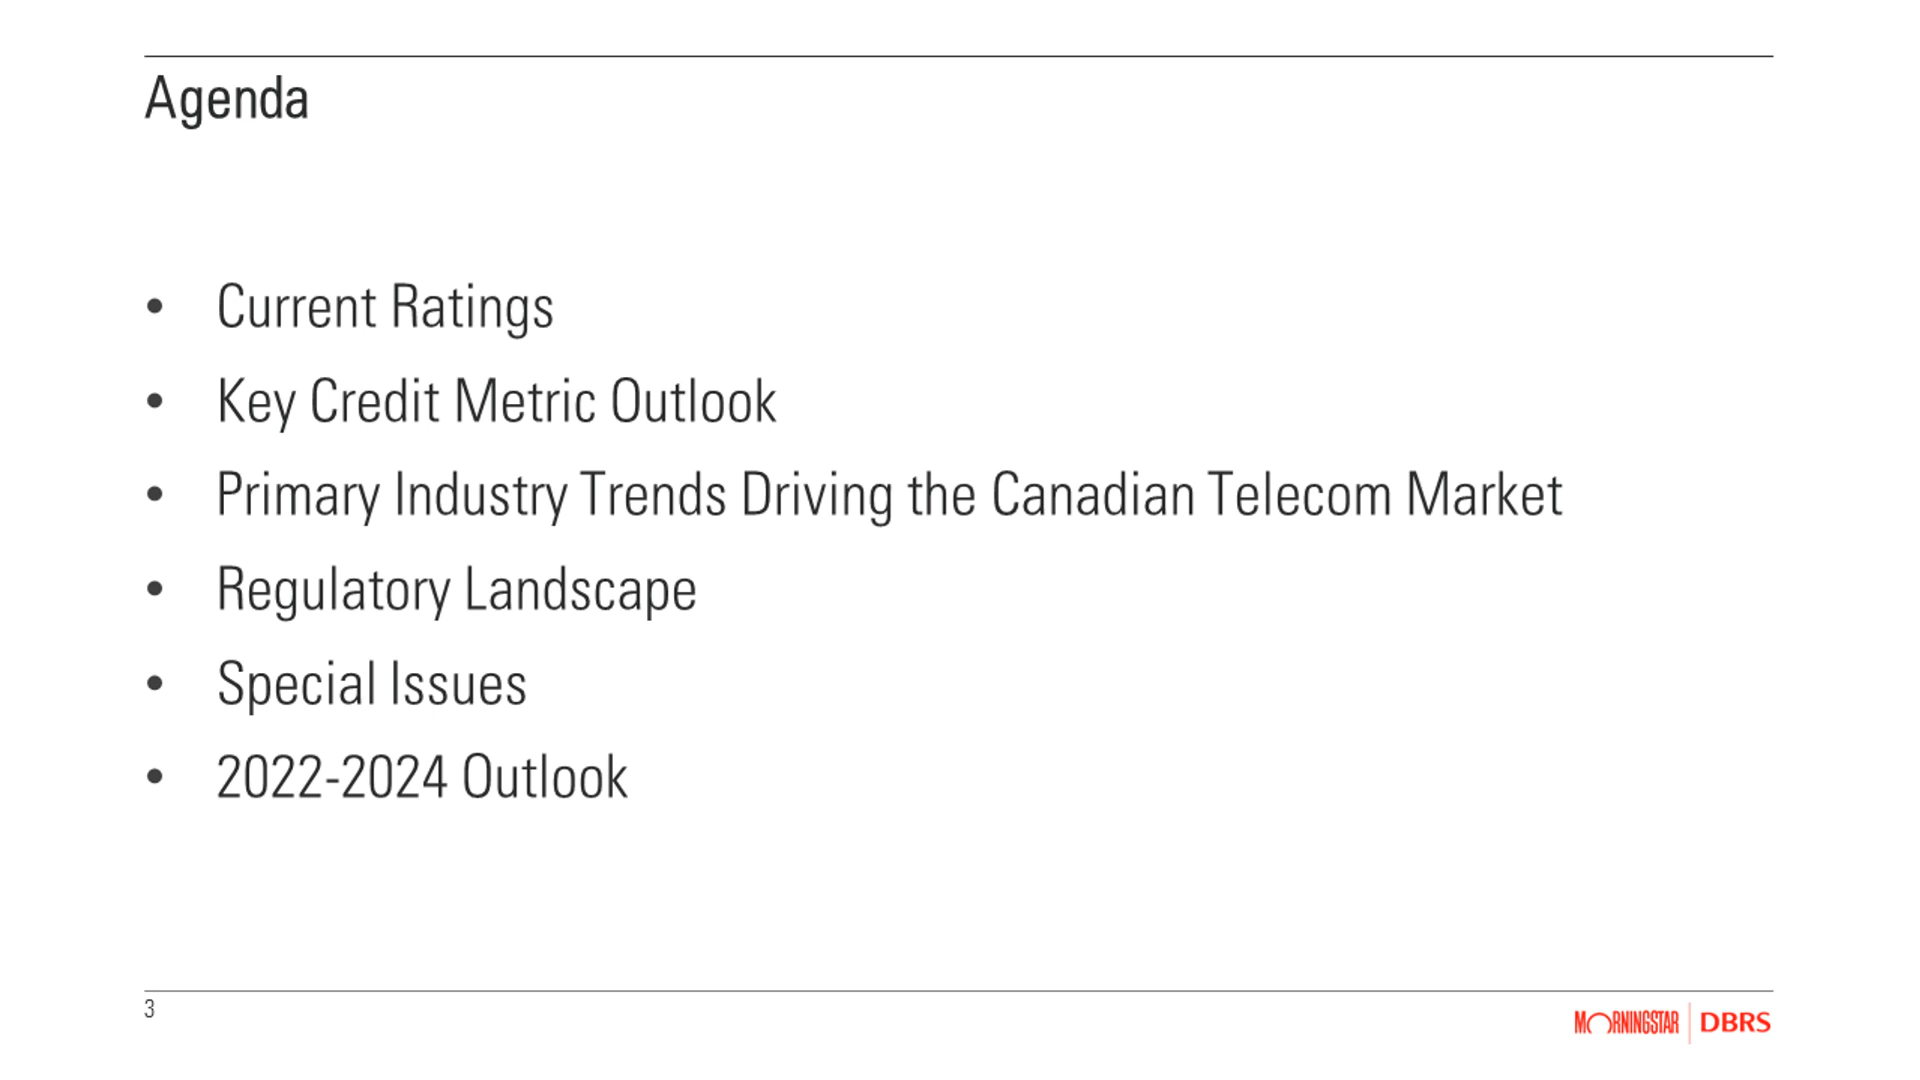 Agenda
• Current Ratings
• Key Credit Metric Outlook
• Primary Industry Trends Driving the Canadian Telecom Market
• Regulatory Landscape
• Special Issues
• 2022-2024 Outlook
3
MORNINGSTAR | DBRS